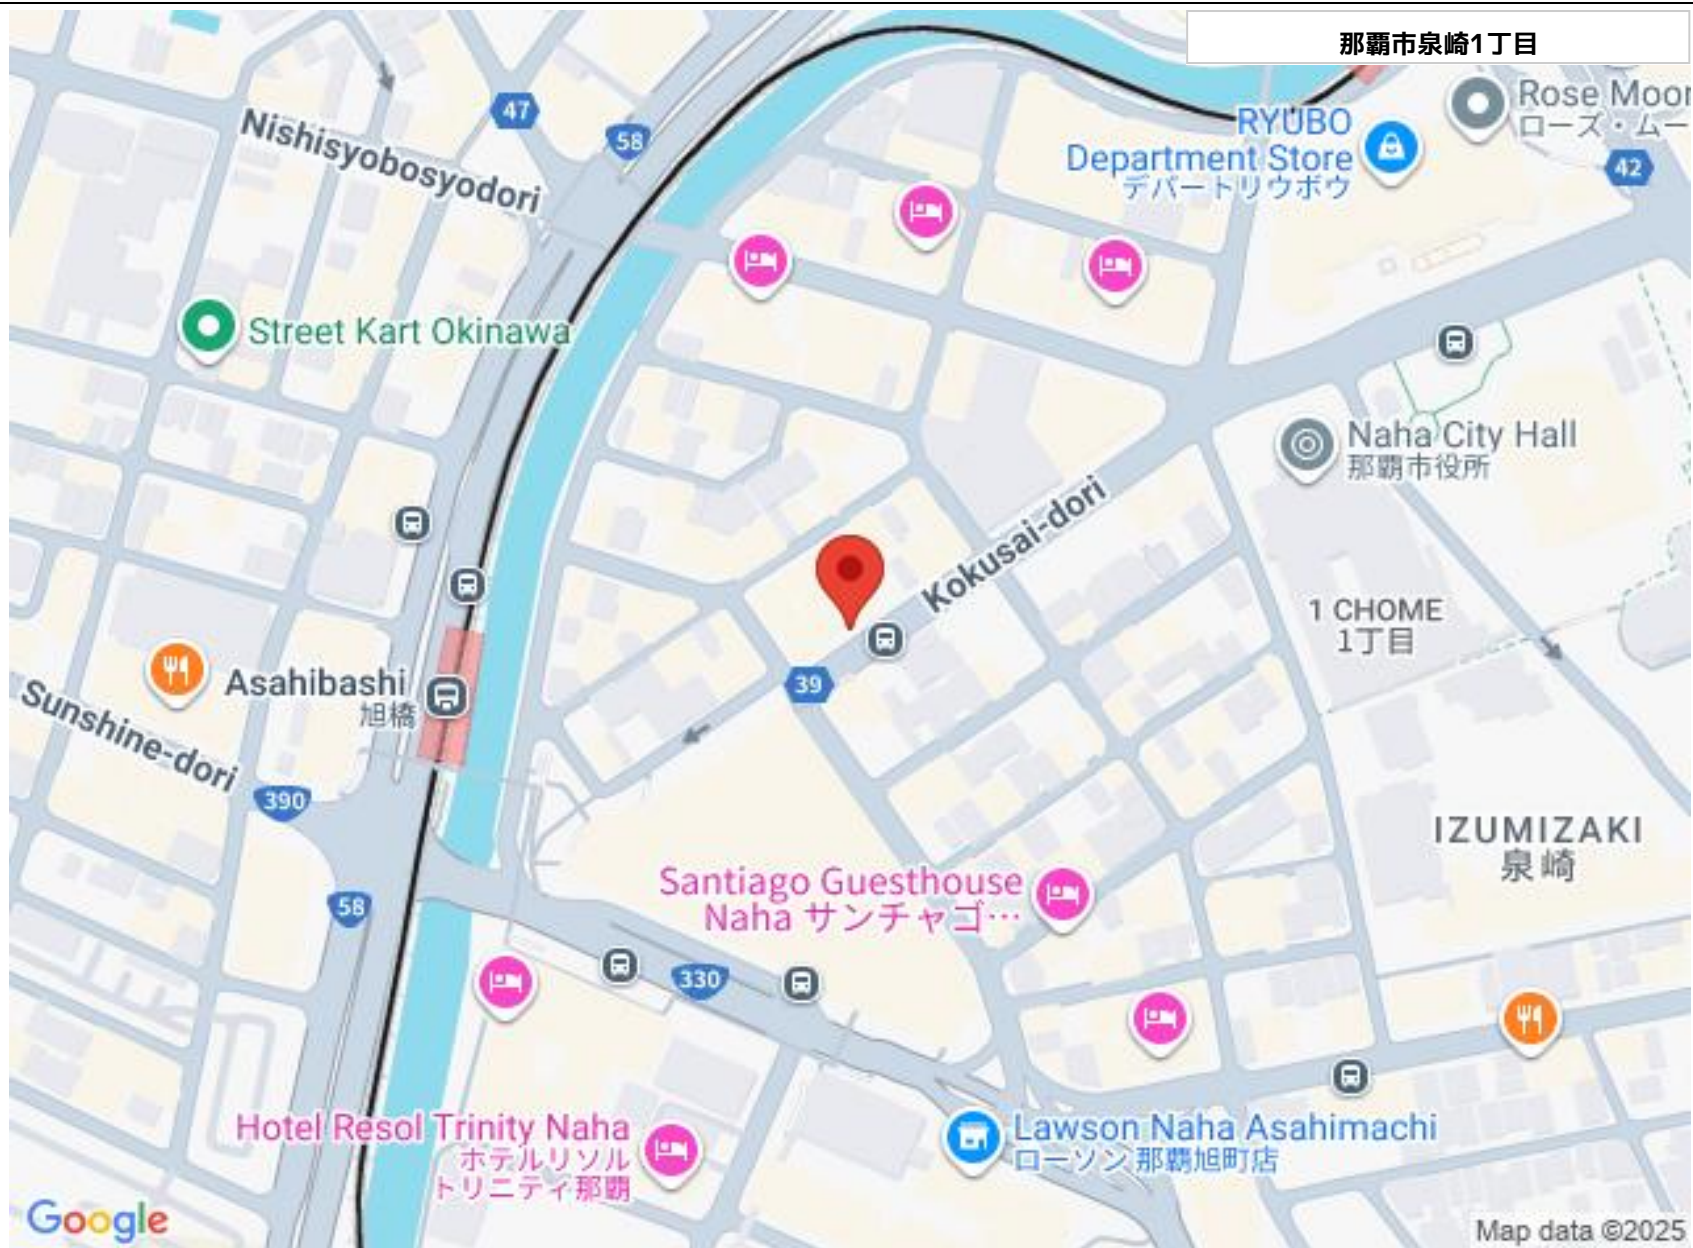 那覇市泉崎1丁目
47
58
Nishisyobosyodori
RYUBO
Department Store
デパートリウボウ
Rose Moor
ローズ・ムー
42
Street Kart Okinawa
Naha City Hall
那覇市役所
Kokusai-dori
1 CHOME
1丁目
39
Asahibashi
旭橋
Sunshine-dori
390
IZUMIZAKI
泉崎
58
Santiago Guesthouse
Naha サンチャゴ…
330
Hotel Resol Trinity Naha
ホテルリソル
トリニティ那覇
Lawson Naha Asahimachi
ローソン那覇旭町店
Google
Map data ©2025